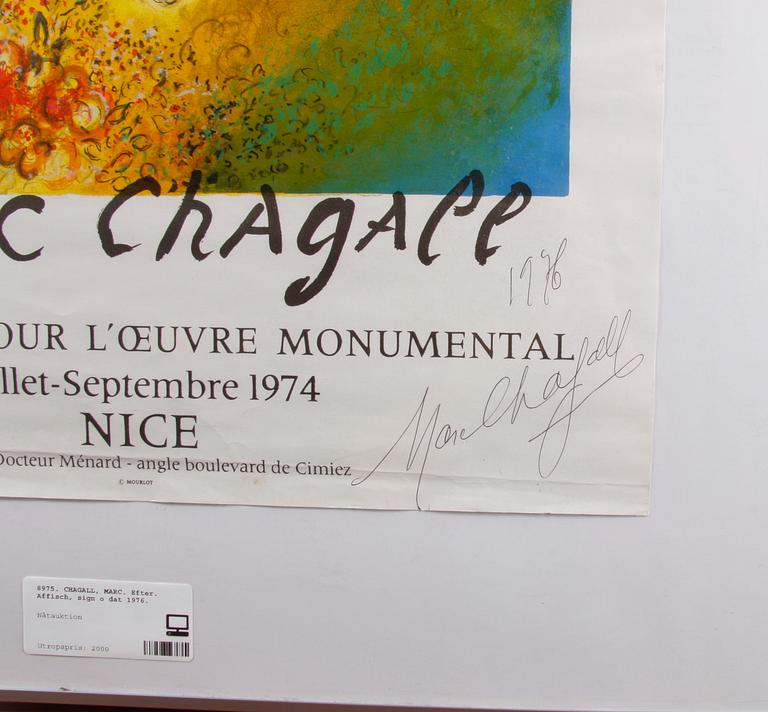 c Chagall
1976
OUR L'ŒUVRE MONUMENTAL
llet-Septembre 1974
Marc Chagall
NICE
Docteur Ménard - angle boulevard de Cimiez
© MOURLOT
8975. CHAGALL, MARC. Efter.
Affisch, sign o dat 1976.
Nätauktion
Utropspris: 2000